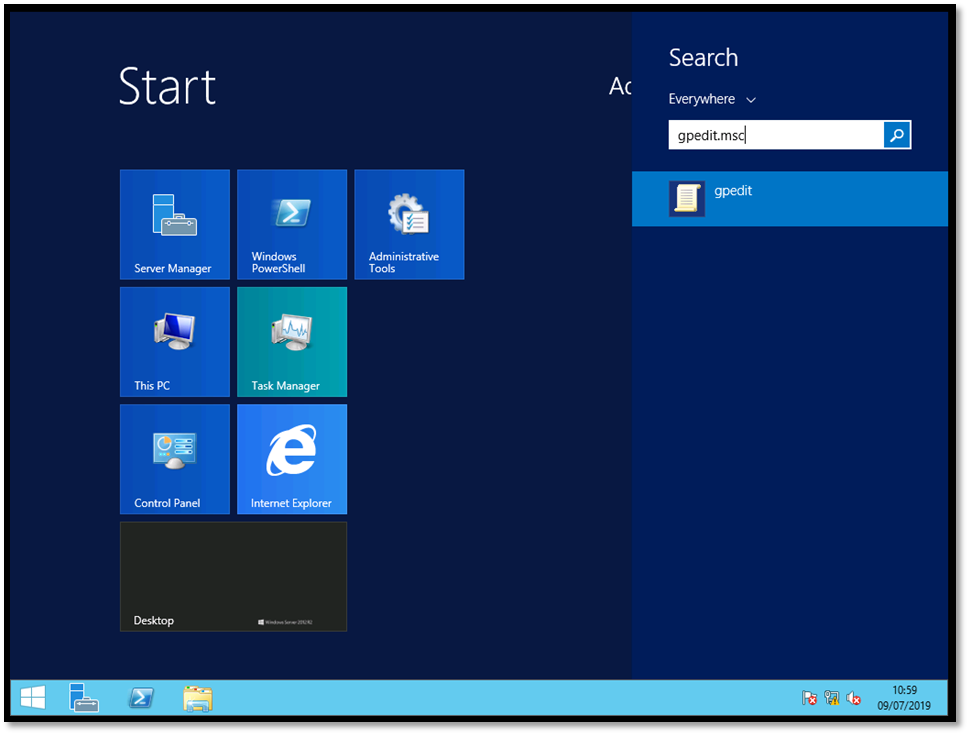 Start
Ac
Search
Everywhere
gpedit.msc
gpedit
Server Manager
Windows
PowerShell
Administrative
Tools
This PC
Task Manager
Control Panel
Internet Explorer
Desktop
Windows Server 2012 R2
10:59
09/07/2019